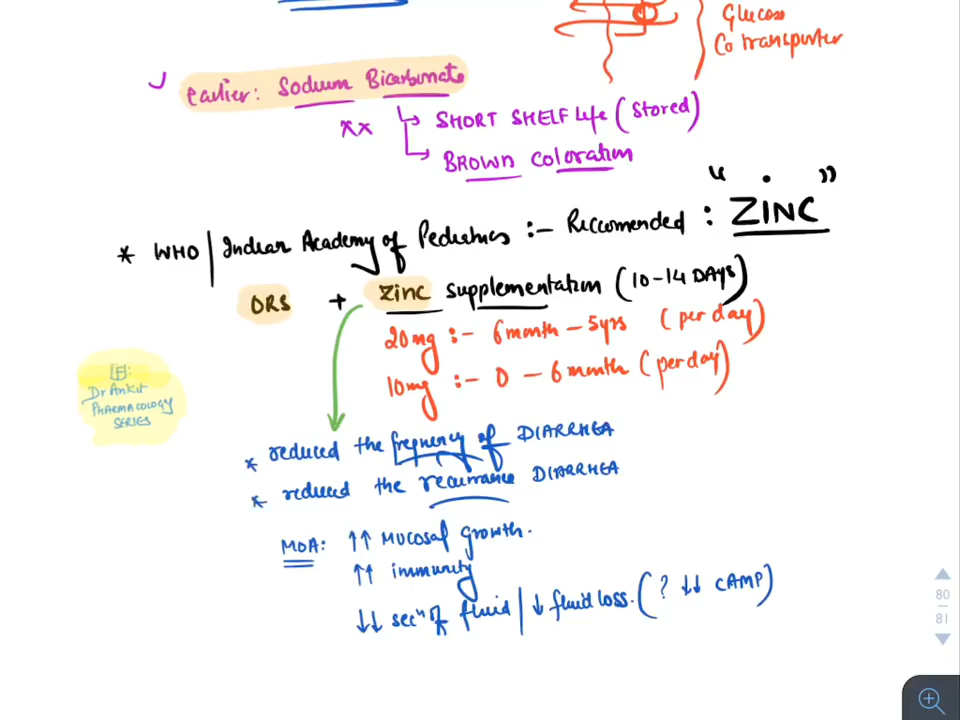 Glucose
Co transporter
earlier: Sodium Bicarbonate
xx SHORT SHELF life (stored)
BROWN coloration
* WHO | Indian Academy of Pediatrics :- Reccomended : "ZINC"
ORS + Zinc supplementation (10-14 DAYS)
20mg :- 6 month - 5yrs (per day)
10mg :- 0 - 6 month (per day)
Dr Ankit
PHARMACOLOGY
SERIES
* reduced the frequency of DIARRHEA
* reduced the recurrance DIARRHEA
MOA: ↑↑ Mucosal growth.
↑↑ immunity
↓↓ secⁿ of fluid | ↓ fluid loss. (? ↓↓ CAMP)
80
81